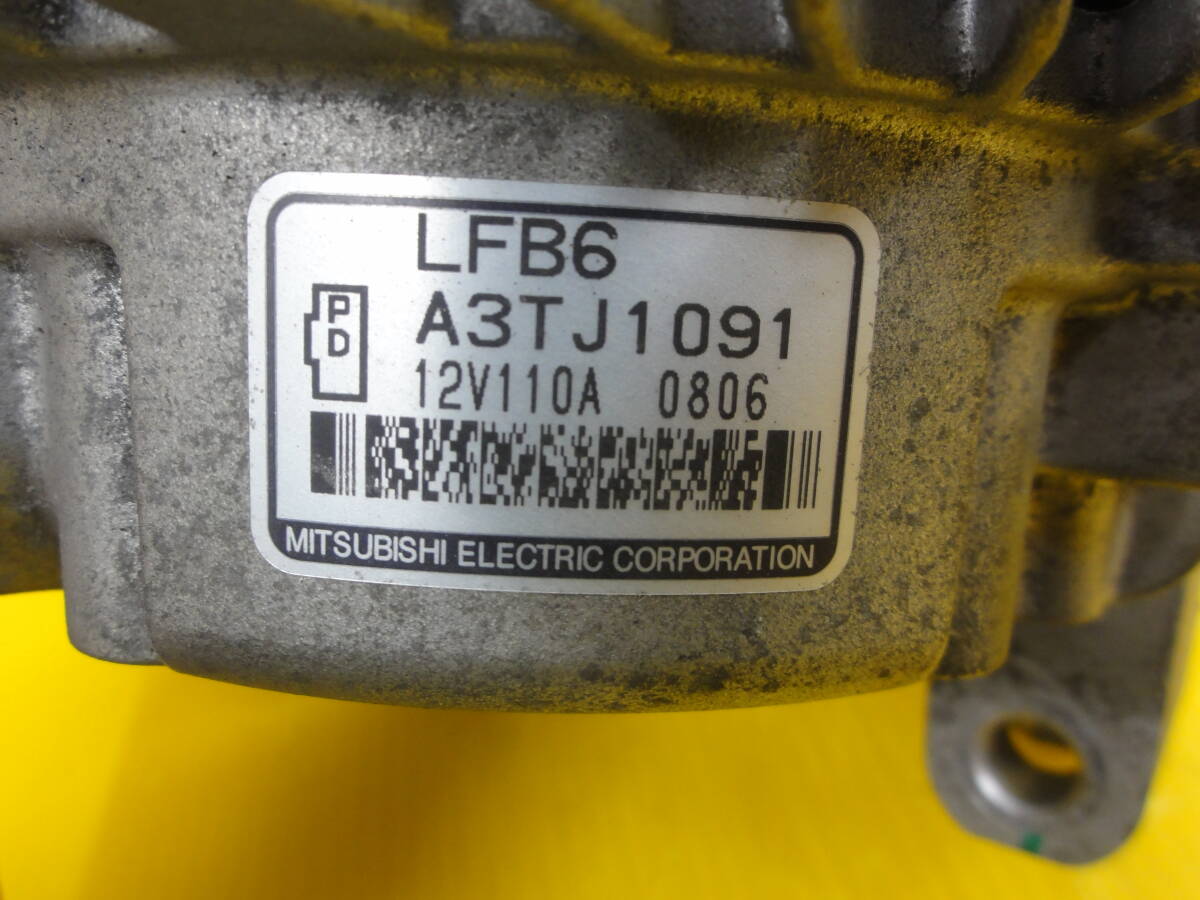 LFB6
A3TJ1091
P
D
12V110A 0806
MITSUBISHI ELECTRIC CORPORATION